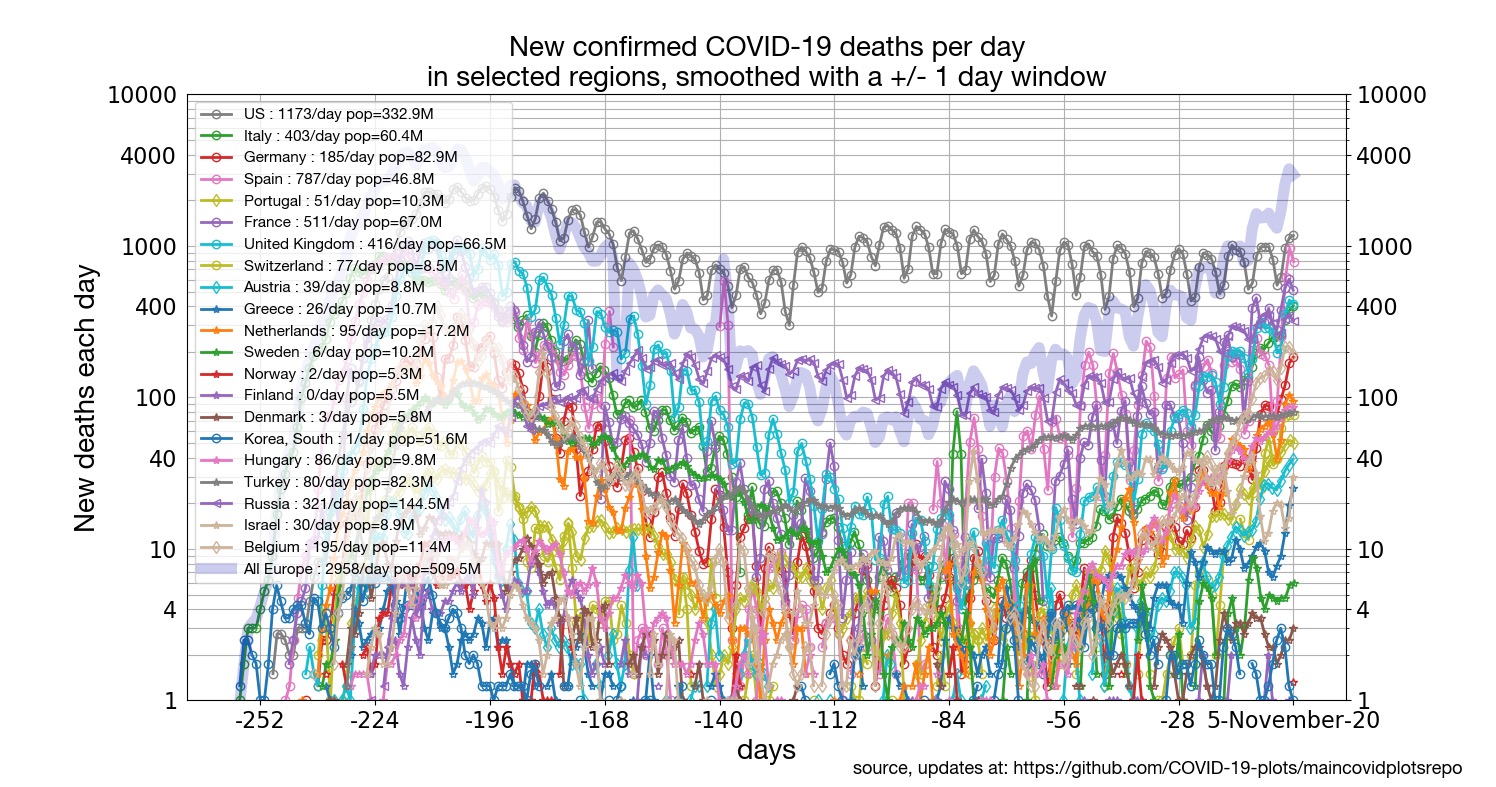 New confirmed COVID-19 deaths per day
in selected regions, smoothed with a +/- 1 day window
10000
4000
1000
400
100
40
10
4
1
New deaths each day
US : 1173/day pop=332.9M
Italy : 403/day pop=60.4M
Germany : 185/day pop=82.9M
Spain : 787/day pop=46.8M
Portugal : 51/day pop=10.3M
France : 511/day pop=67.0M
United Kingdom : 416/day pop=66.5M
Switzerland : 77/day pop=8.5M
Austria : 39/day pop=8.8M
Greece : 26/day pop=10.7M
Netherlands : 95/day pop=17.2M
Sweden : 6/day pop=10.2M
Norway : 2/day pop=5.3M
Finland : 0/day pop=5.5M
Denmark : 3/day pop=5.8M
Korea, South : 1/day pop=51.6M
Hungary : 86/day pop=9.8M
Turkey : 80/day pop=82.3M
Russia : 321/day pop=144.5M
Israel : 30/day pop=8.9M
Belgium : 195/day pop=11.4M
All Europe : 2958/day pop=509.5M
10000
4000
1000
400
100
40
10
4
1
-252 -224 -196 -168 -140 -112 -84 -56 -28 5-November-20
days
source, updates at: https://github.com/COVID-19-plots/maincovidplotsrepo